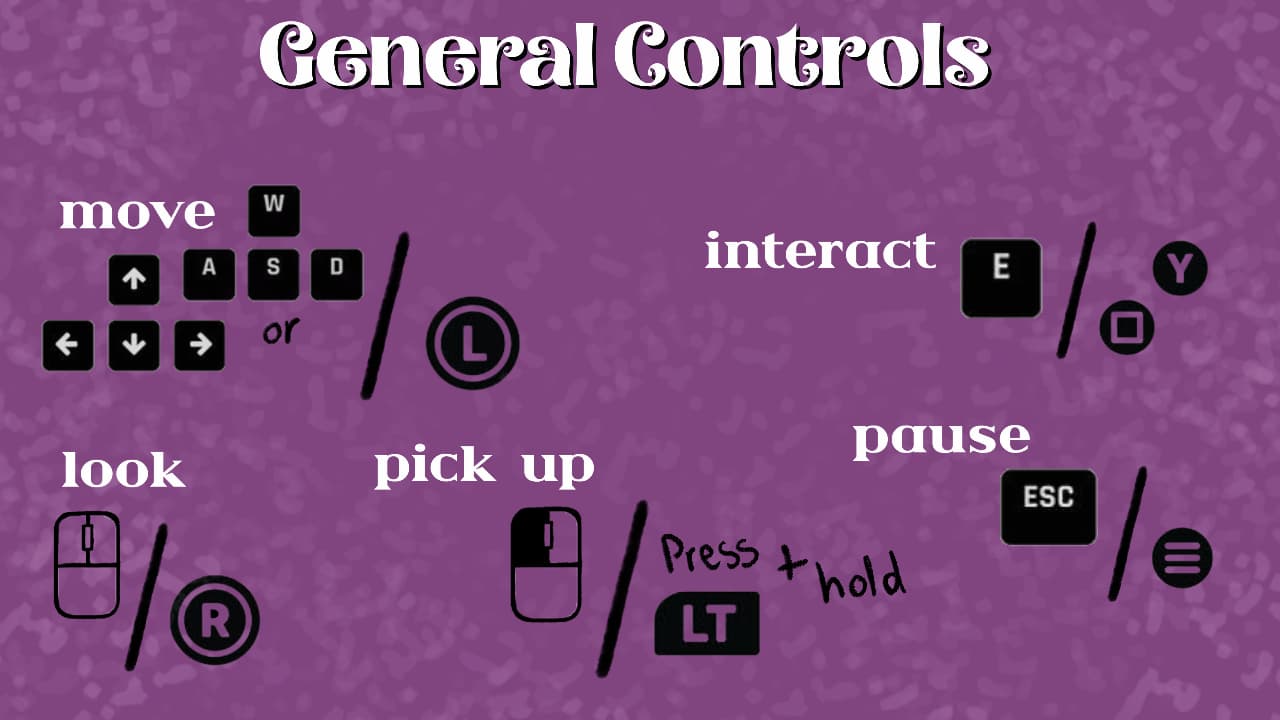 General Controls
move
W
A S D
or
L
interact
E
Y
look
R
pick up
Press + hold
LT
pause
ESC